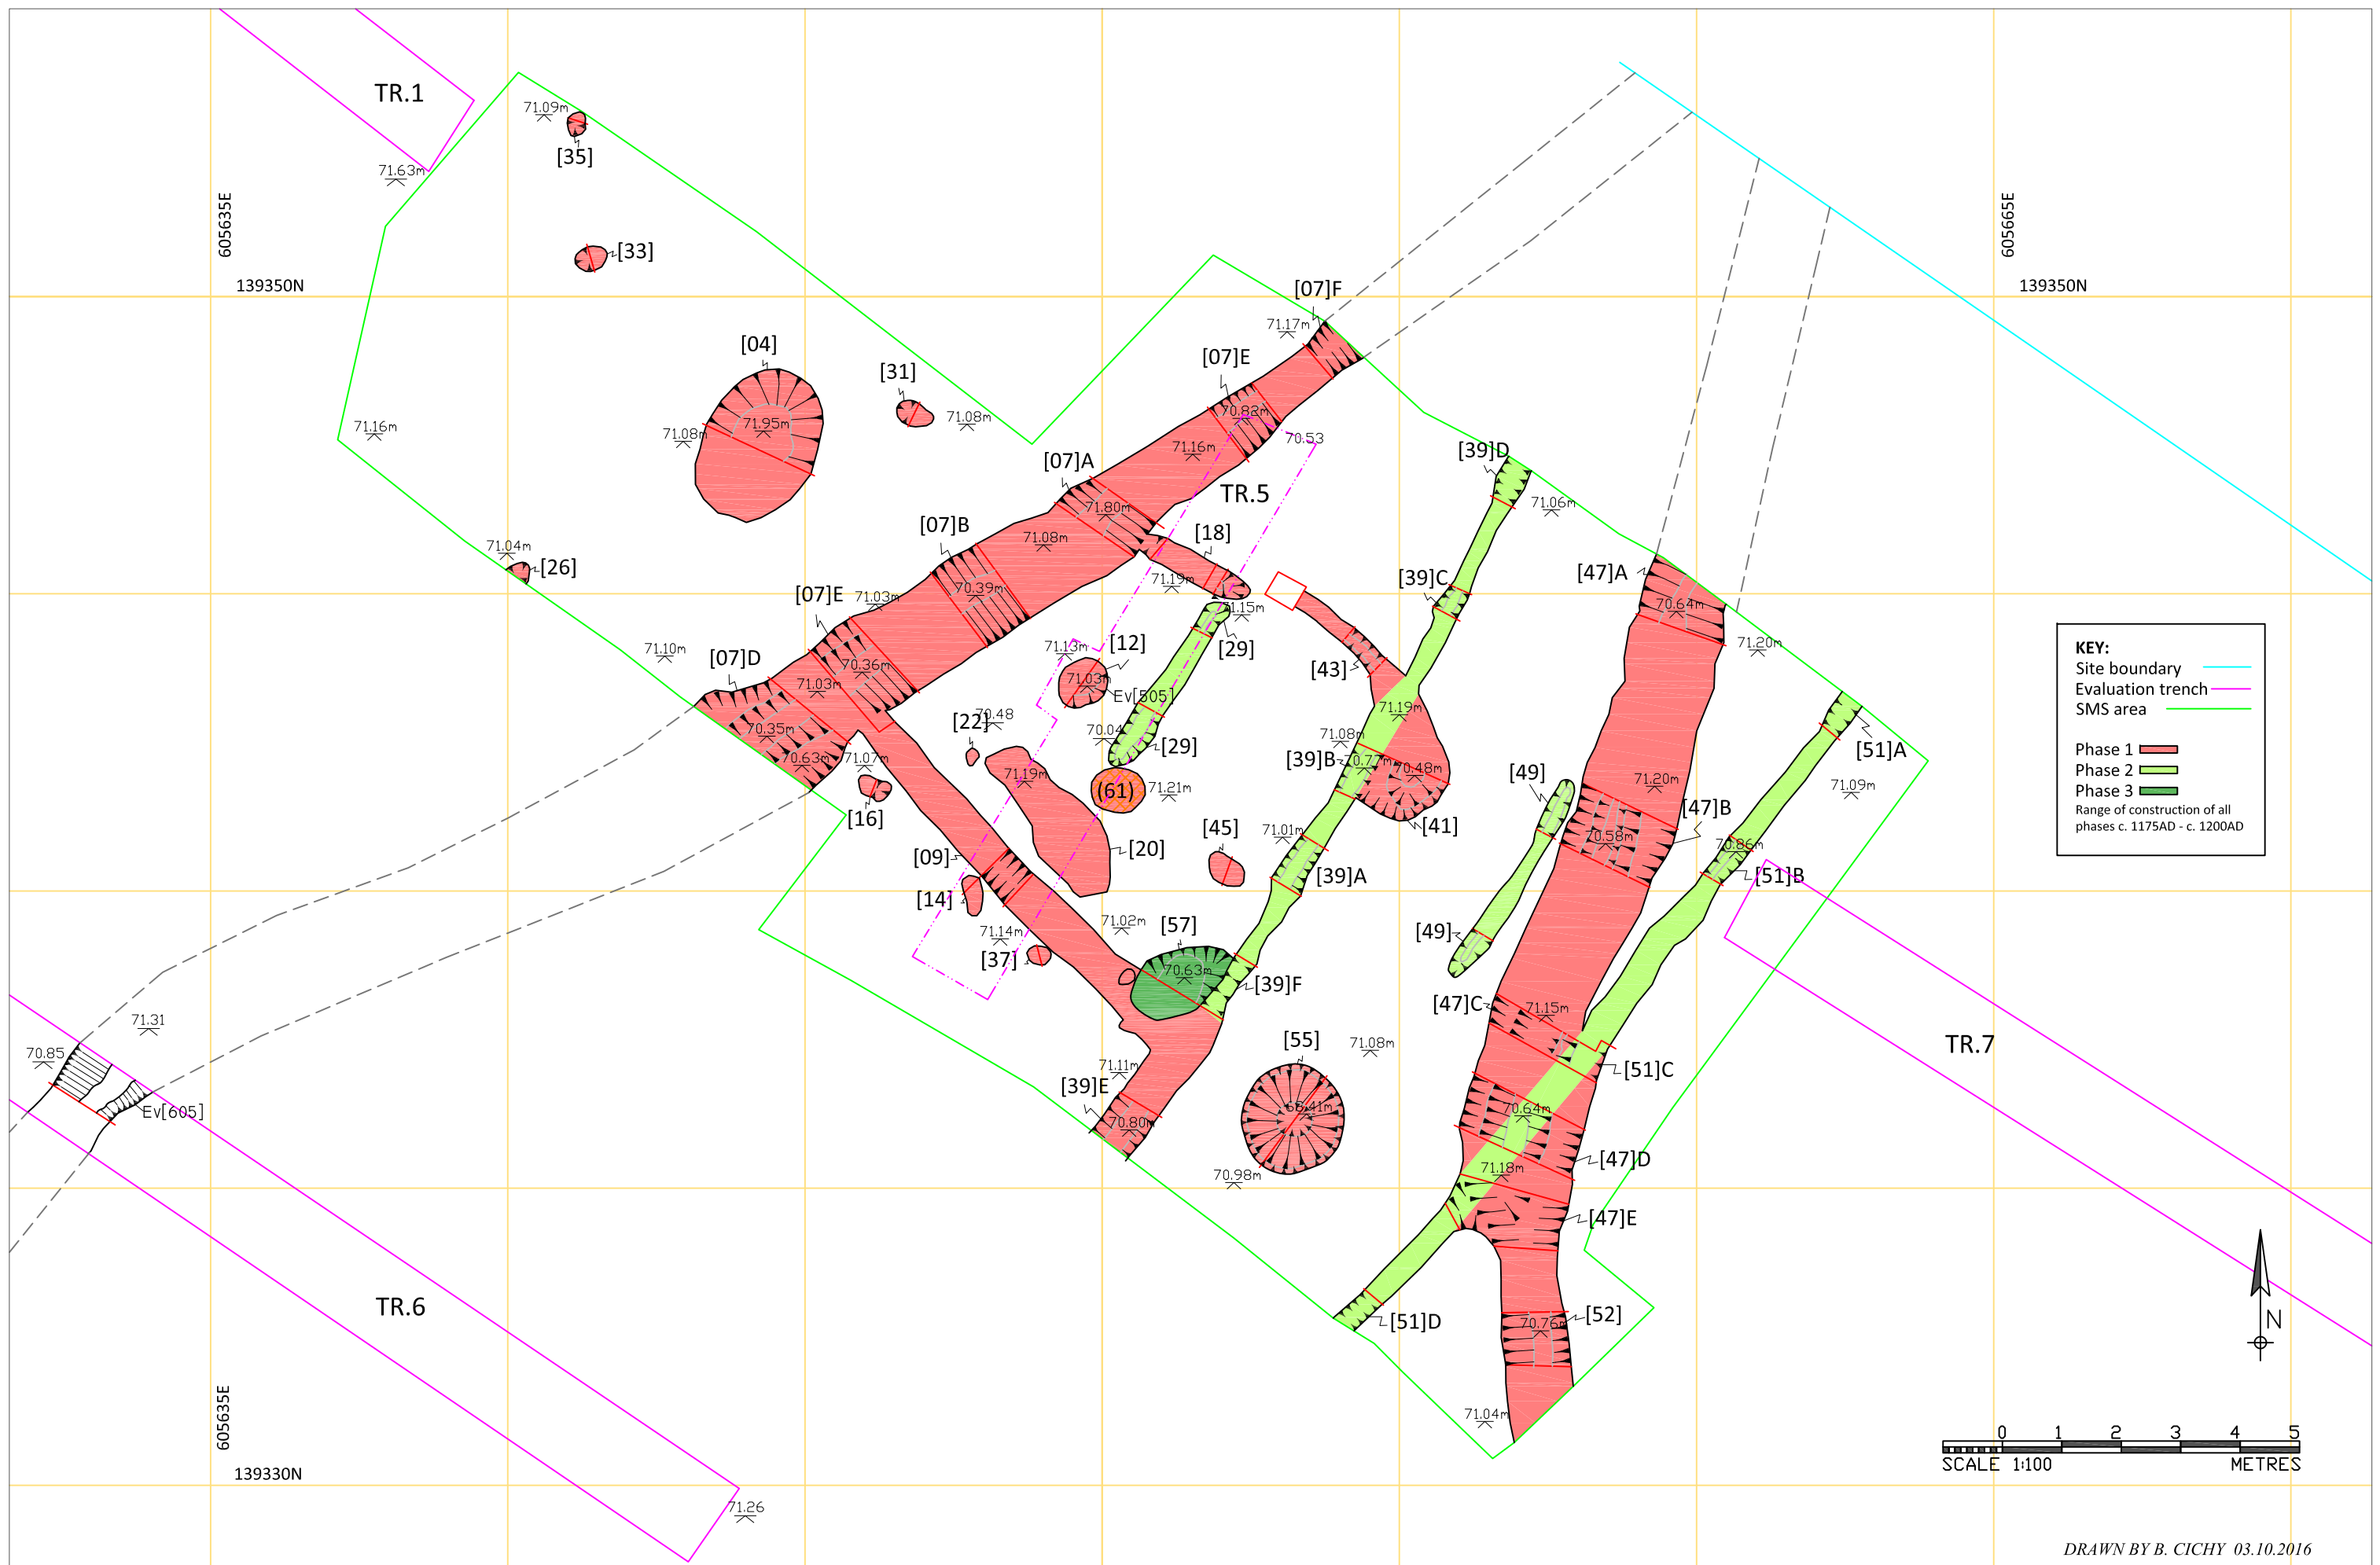 TR.1
71.09m
[35]
71.63m
605635E
605665E
[33]
139350N
139350N
[07]F
71.17m
[04]
[07]E
[31]
70.82m
71.08m
71.95m
71.16m
71.08m
70.53
[39]D
71.16m
[07]A
TR.5
71.06m
71.80m
[07]B
71.08m
[18]
71.04m
[26]
[47]A
[39]C
71.19m
70.39m
[07]E
71.03m
71.15m
70.64m
71.10m
[12]
71.13m
[29]
71.20m
[07]D
70.36m
[43]
71.03m
71.03m
Ev[505]
KEY:
Site boundary
Evaluation trench
SMS area
Phase 1
Phase 2
Phase 3
Range of construction of all
phases c. 1175AD - c. 1200AD
71.19m
[22]
70.48
70.35m
70.04
[29]
71.08m
[51]A
70.63m
71.07m
[39]B
70.77m
70.48m
71.19m
[49]
71.20m
71.09m
(61)
71.21m
[16]
[47]B
[41]
[45]
71.01m
70.58m
70.86m
[09]
[20]
[39]A
[51]B
[14]
71.02m
[57]
[49]
71.14m
[37]
70.63m
[39]F
[47]C
71.15m
71.31
[55]
71.08m
TR.7
70.85
71.11m
[51]C
[39]E
Ev[605]
70.64m
70.80m
[47]D
71.18m
70.98m
[47]E
TR.6
[52]
[51]D
70.76m
N
71.04m
605635E
0 1 2 3 4 5
SCALE 1:100 METRES
139330N
71.26
DRAWN BY B. CICHY 03.10.2016